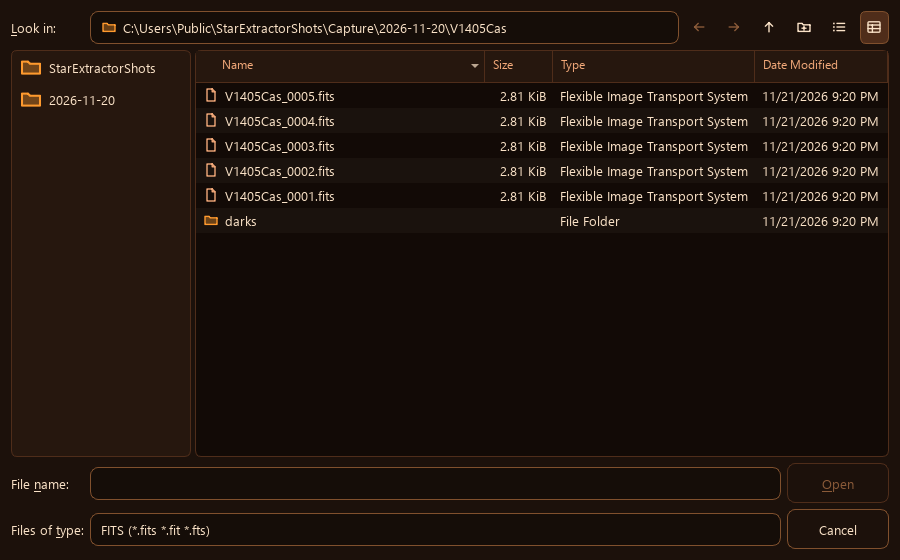 Look in: C:\Users\Public\StarExtractorShots\Capture\2026-11-20\V1405Cas
StarExtractorShots
2026-11-20
Name Size Type Date Modified
V1405Cas_0005.fits 2.81 KiB Flexible Image Transport System 11/21/2026 9:20 PM
V1405Cas_0004.fits 2.81 KiB Flexible Image Transport System 11/21/2026 9:20 PM
V1405Cas_0003.fits 2.81 KiB Flexible Image Transport System 11/21/2026 9:20 PM
V1405Cas_0002.fits 2.81 KiB Flexible Image Transport System 11/21/2026 9:20 PM
V1405Cas_0001.fits 2.81 KiB Flexible Image Transport System 11/21/2026 9:20 PM
darks File Folder 11/21/2026 9:20 PM
File name: Open
Files of type: FITS (*.fits *.fit *.fts) Cancel